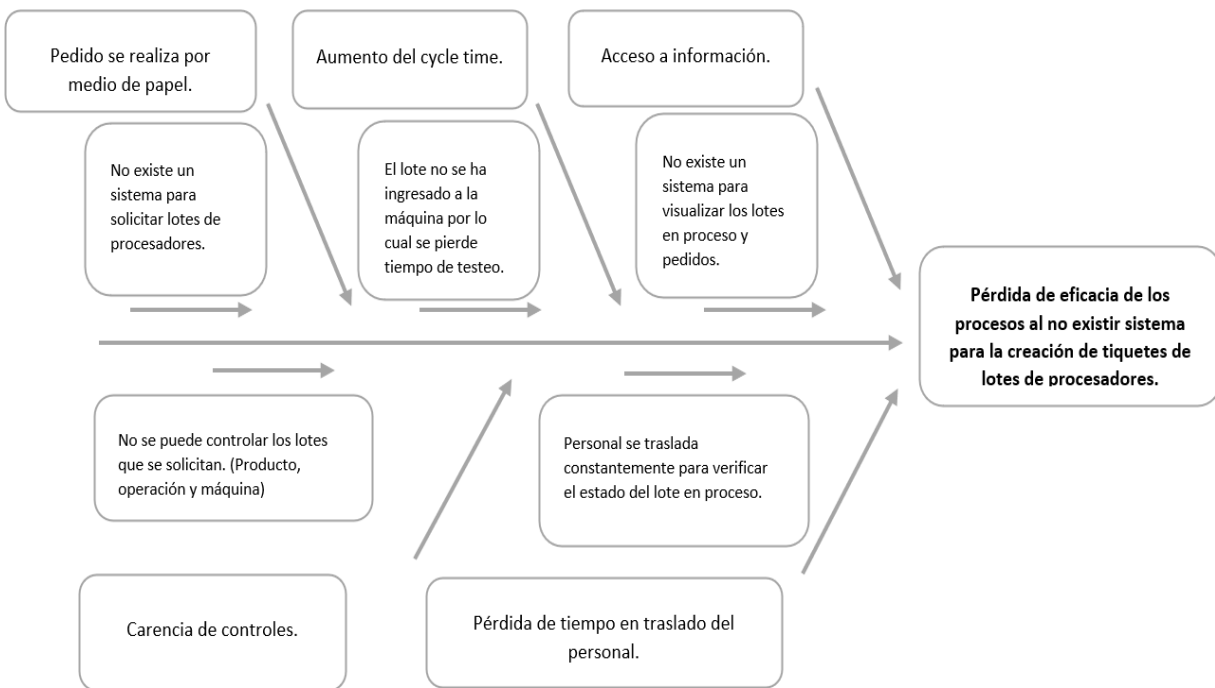 Pedido se realiza por
medio de papel.
Aumento del cycle time.
Acceso a información.
No existe un
sistema para
solicitar lotes de
procesadores.
El lote no se ha
ingresado a la
máquina por lo
cual se pierde
tiempo de testeo.
No existe un
sistema para
visualizar los lotes
en proceso y
pedidos.
Pérdida de eficacia de los
procesos al no existir sistema
para la creación de tiquetes de
lotes de procesadores.
No se puede controlar los lotes
que se solicitan. (Producto,
operación y máquina)
Personal se traslada
constantemente para verificar
el estado del lote en proceso.
Carencia de controles.
Pérdida de tiempo en traslado del
personal.